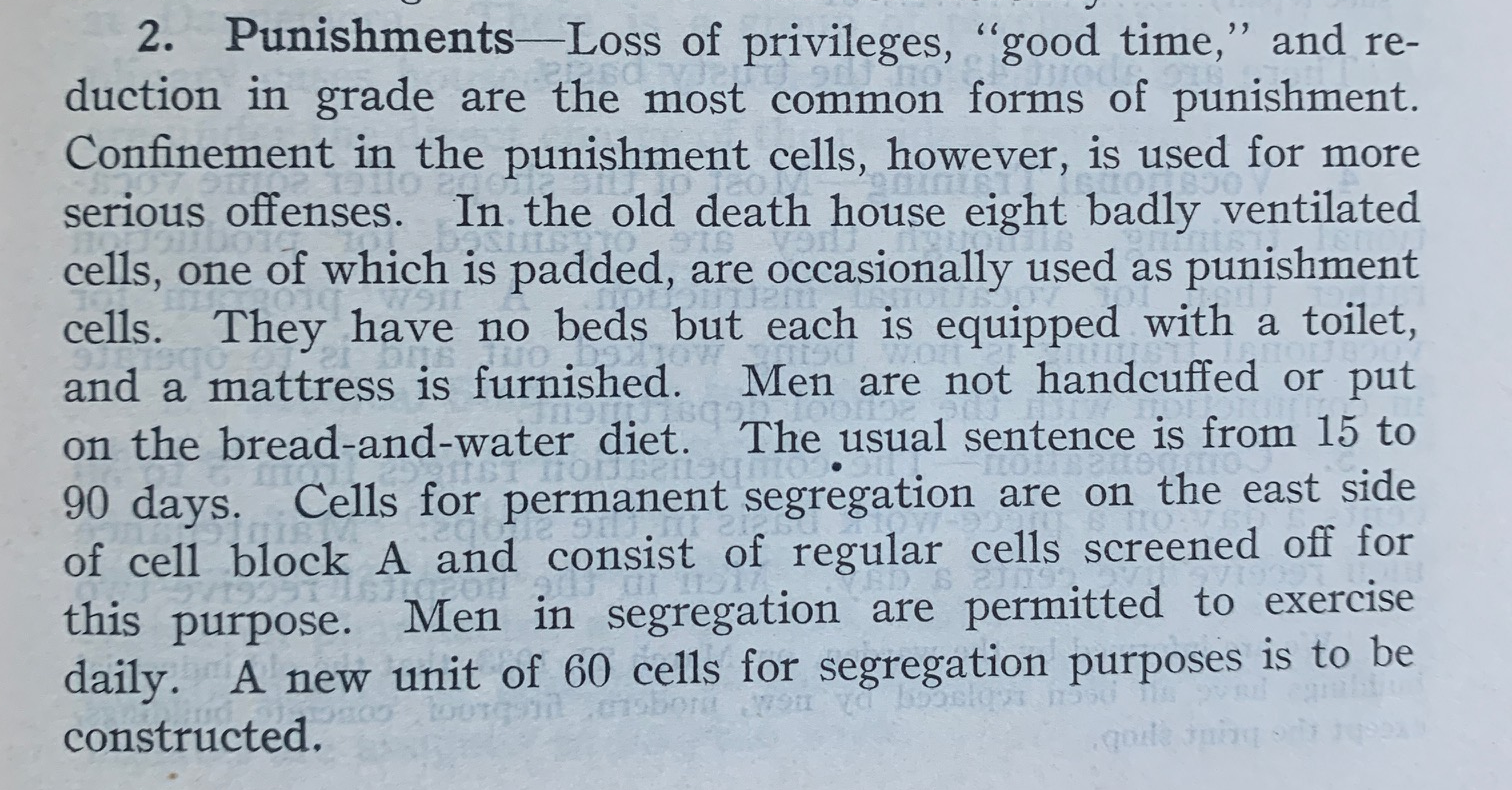 2. Punishments—Loss of privileges, “good time,” and re-
duction in grade are the most common forms of punishment.
Confinement in the punishment cells, however, is used for more
serious offenses. In the old death house eight badly ventilated
cells, one of which is padded, are occasionally used as punishment
cells. They have no beds but each is equipped with a toilet,
and a mattress is furnished. Men are not handcuffed or put
on the bread-and-water diet. The usual sentence is from 15 to
90 days. Cells for permanent segregation are on the east side
of cell block A and consist of regular cells screened off for
this purpose. Men in segregation are permitted to exercise
daily. A new unit of 60 cells for segregation purposes is to be
constructed.